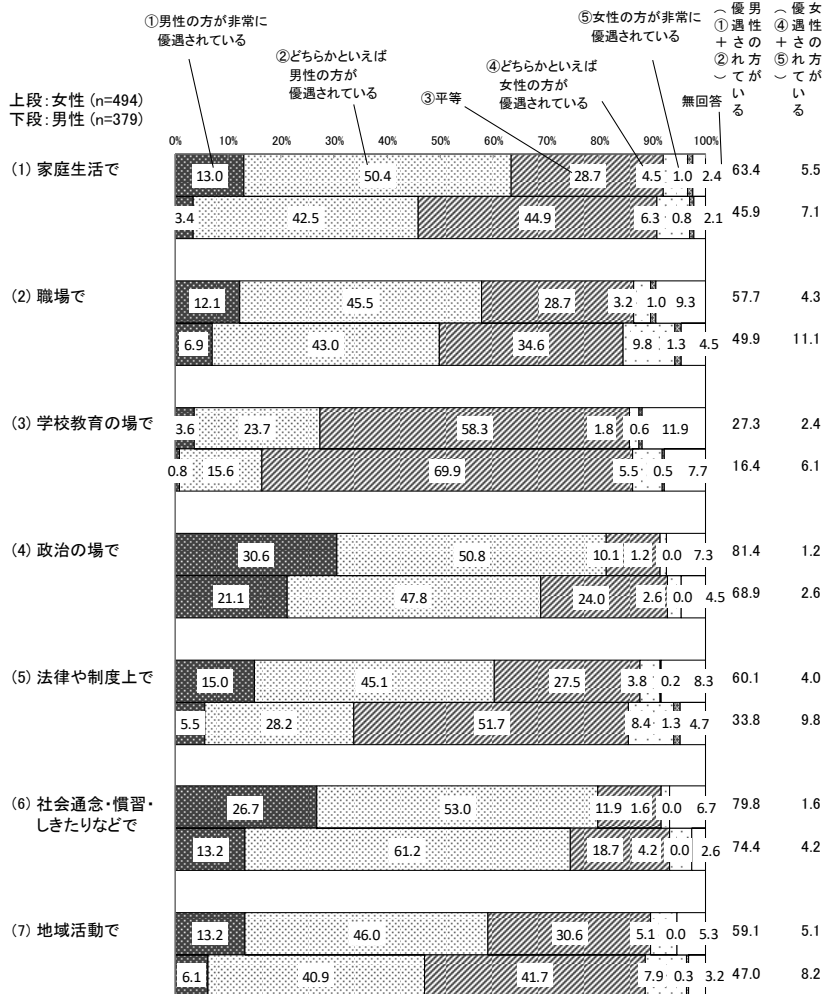 ①男性の方が非常に
優遇されている
②どちらかといえば
男性の方が
優遇されている
③平等
④どちらかといえば
女性の方が
優遇されている
⑤女性の方が非常に
優遇されている
無回答
男性の方が
優遇されている
(①+②)
女性の方が
優遇されている
(④+⑤)
上段:女性(n=494)
下段:男性(n=379)
0% 10% 20% 30% 40% 50% 60% 70% 80% 90% 100%
(1) 家庭生活で
13.0 50.4 28.7 4.5 1.0 2.4 63.4 5.5
3.4 42.5 44.9 6.3 0.8 2.1 45.9 7.1
(2) 職場で
12.1 45.5 28.7 3.2 1.0 9.3 57.7 4.3
6.9 43.0 34.6 9.8 1.3 4.5 49.9 11.1
(3) 学校教育の場で
3.6 23.7 58.3 1.8 0.6 11.9 27.3 2.4
0.8 15.6 69.9 5.5 0.5 7.7 16.4 6.1
(4) 政治の場で
30.6 50.8 10.1 1.2 0.0 7.3 81.4 1.2
21.1 47.8 24.0 2.6 0.0 4.5 68.9 2.6
(5) 法律や制度上で
15.0 45.1 27.5 3.8 0.2 8.3 60.1 4.0
5.5 28.2 51.7 8.4 1.3 4.7 33.8 9.8
(6) 社会通念・慣習・
しきたりなどで
26.7 53.0 11.9 1.6 0.0 6.7 79.8 1.6
13.2 61.2 18.7 4.2 0.0 2.6 74.4 4.2
(7) 地域活動で
13.2 46.0 30.6 5.1 0.0 5.3 59.1 5.1
6.1 40.9 41.7 7.9 0.3 3.2 47.0 8.2